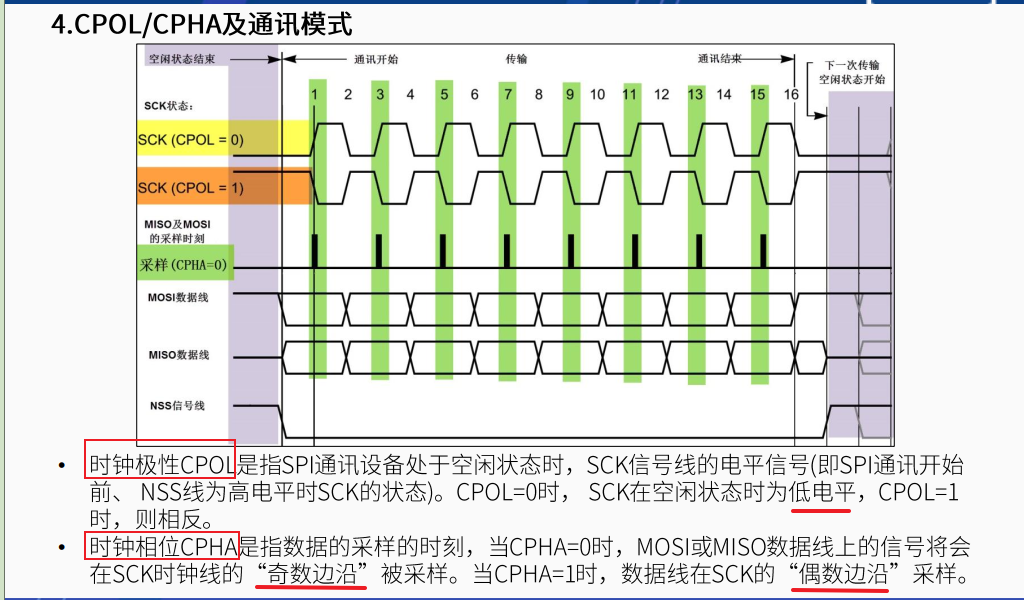 4.CPOL/CPHA及通讯模式
空闲状态结束
通讯开始
传输
通讯结束
下一次传输
空闲状态开始
1 2 3 4 5 6 7 8 9 10 11 12 13 14 15 16
SCK状态：
SCK (CPOL = 0)
SCK (CPOL = 1)
MISO及MOSI
的采样时刻
采样(CPHA=0)
MOSI数据线
MISO数据线
NSS信号线
• 时钟极性CPOL是指SPI通讯设备处于空闲状态时，SCK信号线的电平信号(即SPI通讯开始
前、 NSS线为高电平时SCK的状态)。CPOL=0时， SCK在空闲状态时为低电平，CPOL=1
时，则相反。
• 时钟相位CPHA是指数据的采样的时刻，当CPHA=0时，MOSI或MISO数据线上的信号将会
在SCK时钟线的“奇数边沿”被采样。当CPHA=1时，数据线在SCK的“偶数边沿”采样。